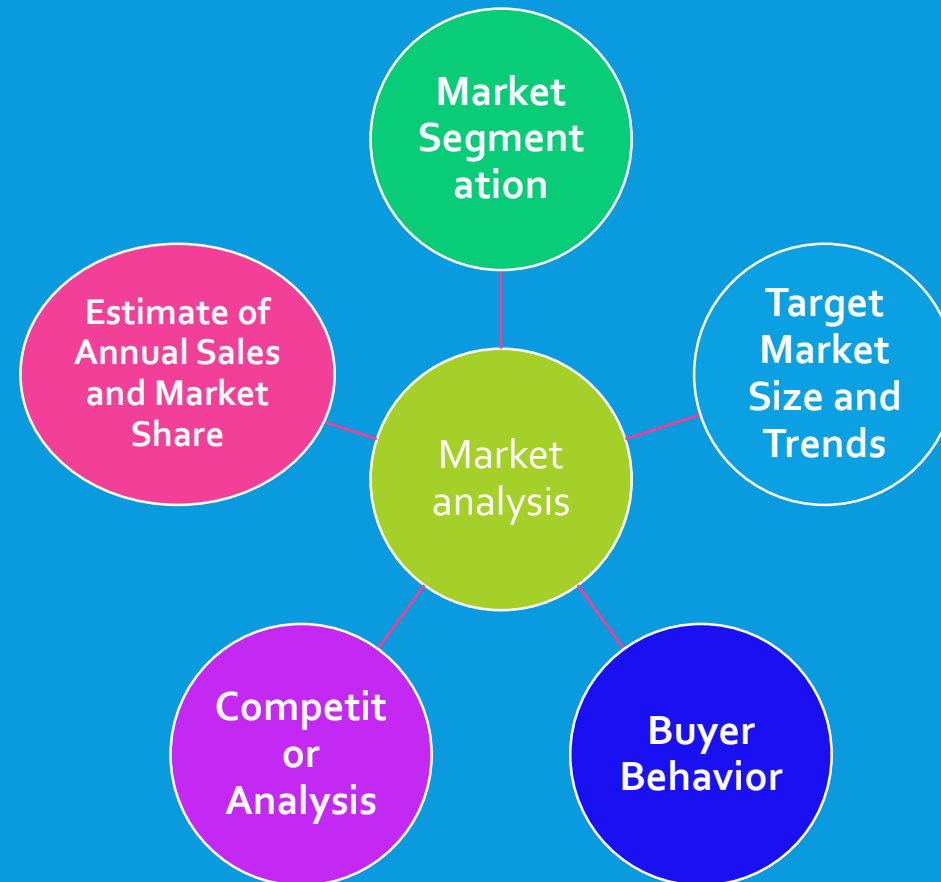 Market
Segment
ation
Target
Market
Size and
Trends
Buyer
Behavior
Competit
or
Analysis
Estimate of
Annual Sales
and Market
Share
Market
analysis